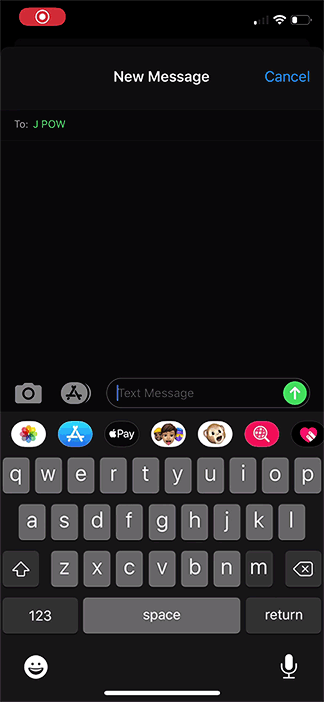 New Message
Cancel
To: J POW
Text Message
Pay
q w e r t y u i o p
a s d f g h j k l
z x c v b n m
123 space return